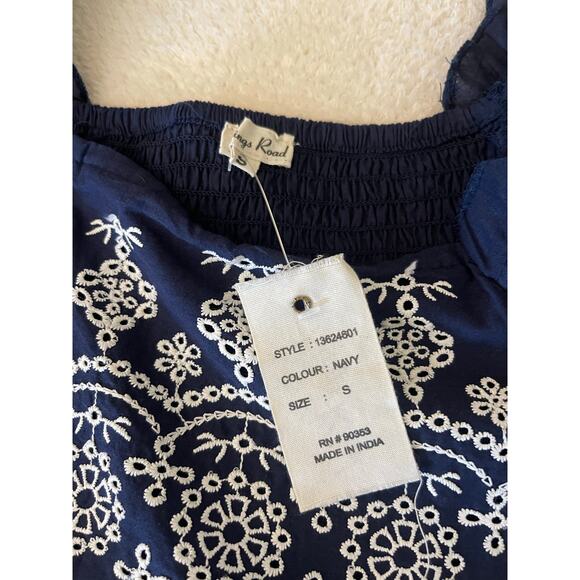 ings Road
S
STYLE : 13624601
COLOUR : NAVY
SIZE : S
RN # 90353
MADE IN INDIA